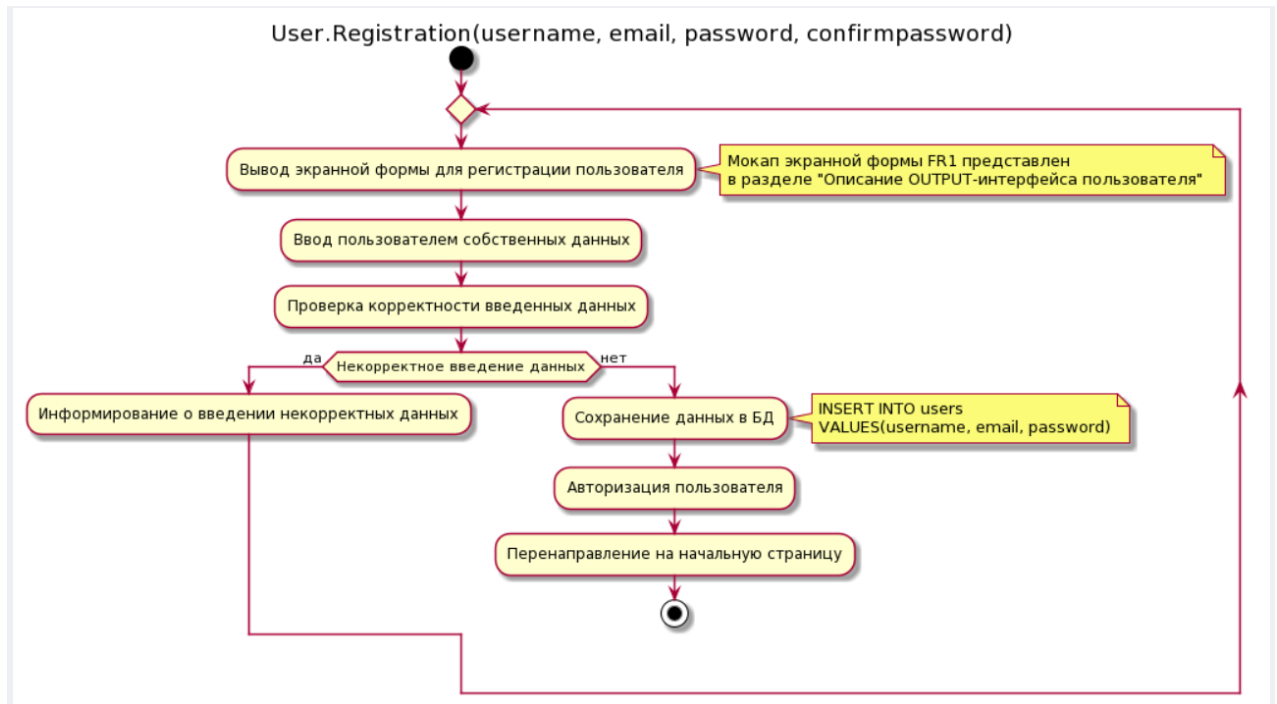 User.Registration(username, email, password, confirmpassword)
Вывод экранной формы для регистрации пользователя
Мокап экранной формы FR1 представлен
в разделе "Описание OUTPUT-интерфейса пользователя"
Ввод пользователем собственных данных
Проверка корректности введенных данных
да
Некорректное введение данных
нет
Информирование о введении некорректных данных
Сохранение данных в БД
INSERT INTO users
VALUES(username, email, password)
Авторизация пользователя
Перенаправление на начальную страницу